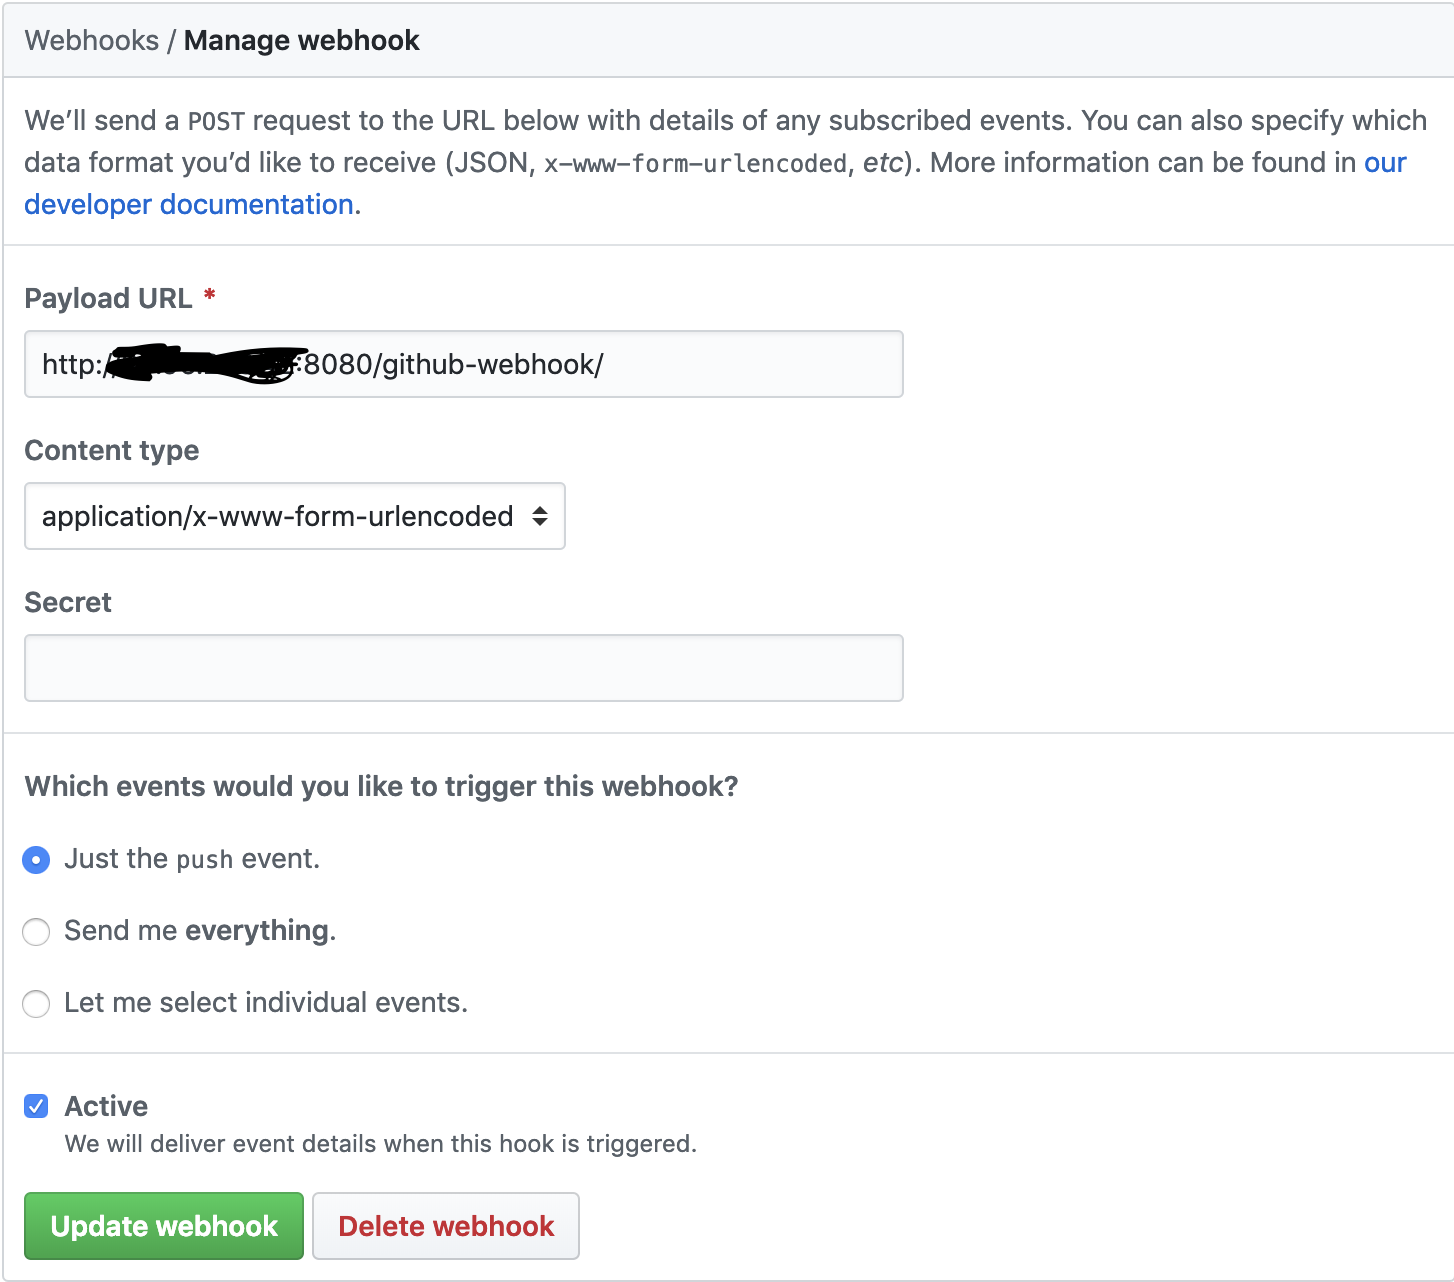 Webhooks / Manage webhook
We’ll send a POST request to the URL below with details of any subscribed events. You can also specify which
data format you’d like to receive (JSON, x-www-form-urlencoded, etc). More information can be found in our
developer documentation.
Payload URL *
http:/ :8080/github-webhook/
Content type
application/x-www-form-urlencoded
Secret
Which events would you like to trigger this webhook?
Just the push event.
Send me everything.
Let me select individual events.
Active
We will deliver event details when this hook is triggered.
Update webhook Delete webhook